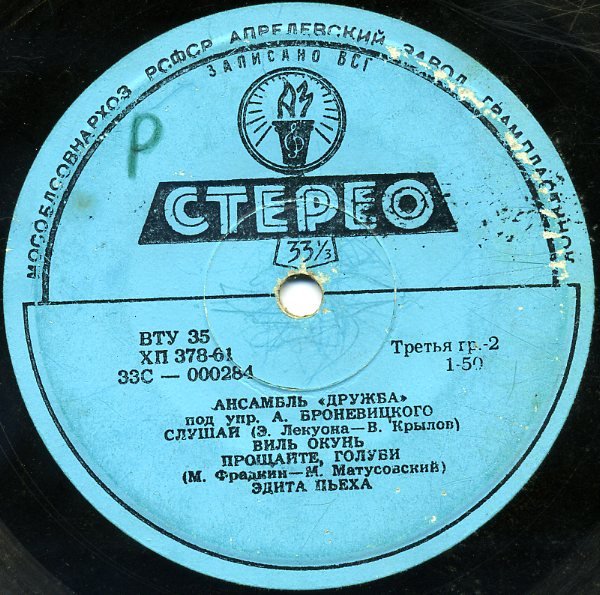 МОСОБЛСОВНАРХОЗ РСФСР АПРЕЛЕВСКИЙ ЗАВОД ГРАМПЛАСТИНОК
ЗАПИСАНО ВСГ
Р
СТЕРЕО
33⅓
ВТУ 35
ХП 378-61
33С — 000284
Третья гр.-2
1-50
АНСАМБЛЬ «ДРУЖБА»
под упр. А. БРОНЕВИЦКОГО
СЛУШАЙ (Э. Лекуона—В. Крылов)
ВИЛЬ ОКУНЬ
ПРОЩАЙТЕ, ГОЛУБИ
(М. Фрадкин—М. Матусовский)
ЭДИТА ПЬЕХА